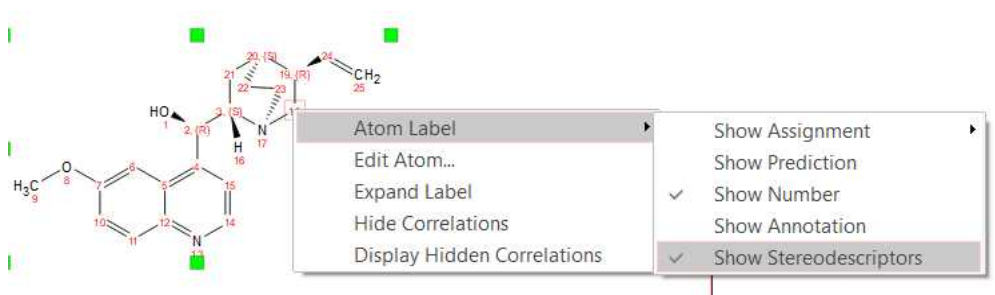 20, (S)
24
21
19, (R)
CH2
22
23
25
HO
1
3, (S)
18
2, (R)
N
17
H
16
O
8
6
4
H3C
9
7
5
15
10
12
14
11
N
13
Atom Label
Edit Atom...
Expand Label
Hide Correlations
Display Hidden Correlations
Show Assignment
Show Prediction
Show Number
Show Annotation
Show Stereodescriptors